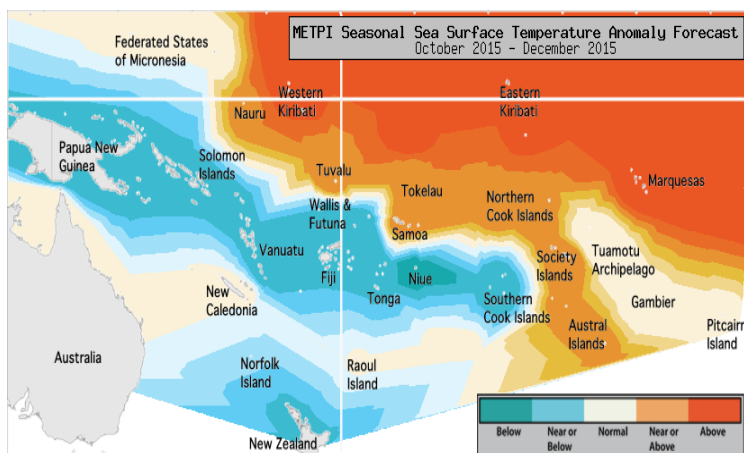 METPI Seasonal Sea Surface Temperature Anomaly Forecast
October 2015 - December 2015
Federated States
of Micronesia
Western
Kiribati
Eastern
Kiribati
Nauru
Papua New
Guinea
Solomon
Islands
Tuvalu
Tokelau
Marquesas
Wallis &
Futuna
Northern
Cook Islands
Samoa
Vanuatu
Fiji
Tonga
Niue
Society
Islands
Tuamotu
Archipelago
New
Caledonia
Southern
Cook Islands
Gambier
Austral
Islands
Pitcairn
Island
Australia
Norfolk
Island
Raoul
Island
New Zealand
Below
Near or
Below
Normal
Near or
Above
Above